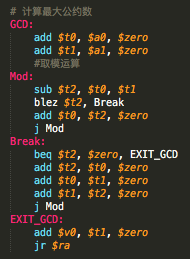 # 计算最大公约数
GCD:
add $t0, $a0, $zero
add $t1, $a1, $zero
#取模运算
Mod:
sub $t2, $t0, $t1
blez $t2, Break
add $t0, $t2, $zero
j Mod
Break:
beq $t2, $zero, EXIT_GCD
add $t2, $t0, $zero
add $t0, $t1, $zero
add $t1, $t2, $zero
j Mod
EXIT_GCD:
add $v0, $t1, $zero
jr $ra